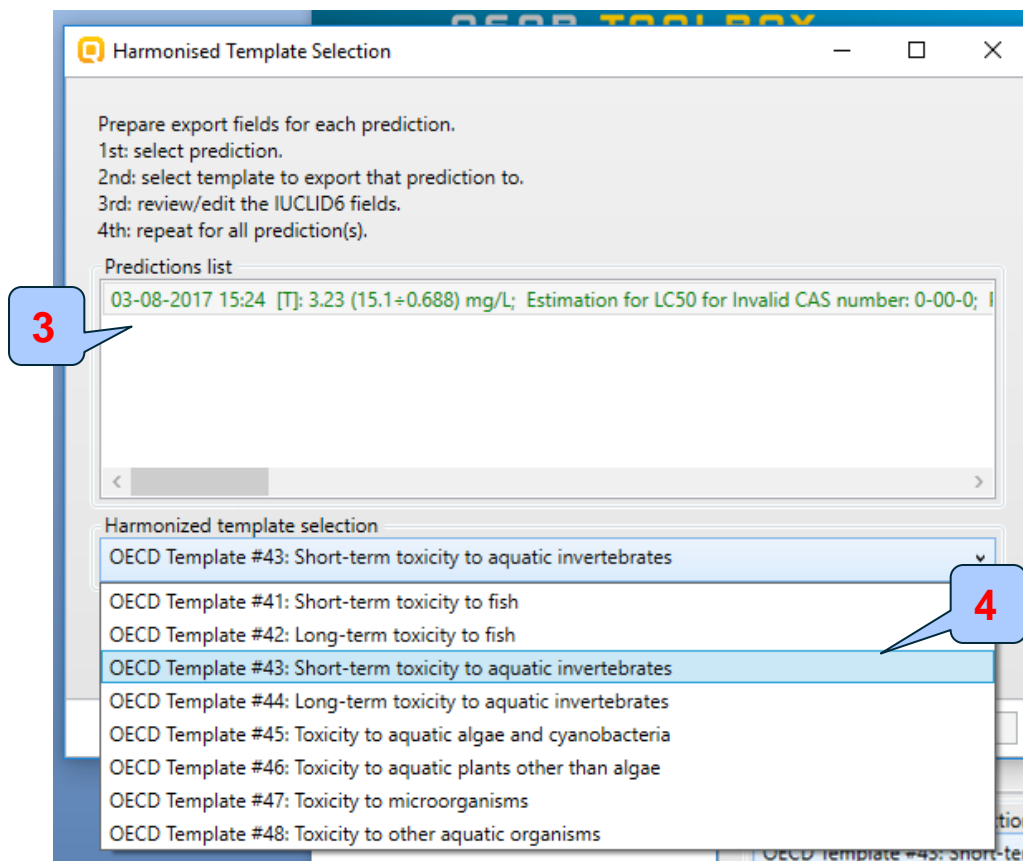 QSAR TOOLBOX
Harmonised Template Selection
Prepare export fields for each prediction.
1st: select prediction.
2nd: select template to export that prediction to.
3rd: review/edit the IUCLID6 fields.
4th: repeat for all prediction(s).
Predictions list
03-08-2017 15:24 [T]: 3.23 (15.1÷0.688) mg/L; Estimation for LC50 for Invalid CAS number: 0-00-0;
3
Harmonized template selection
OECD Template #43: Short-term toxicity to aquatic invertebrates
4
OECD Template #41: Short-term toxicity to fish
OECD Template #42: Long-term toxicity to fish
OECD Template #43: Short-term toxicity to aquatic invertebrates
OECD Template #44: Long-term toxicity to aquatic invertebrates
OECD Template #45: Toxicity to aquatic algae and cyanobacteria
OECD Template #46: Toxicity to aquatic plants other than algae
OECD Template #47: Toxicity to microorganisms
OECD Template #48: Toxicity to other aquatic organisms
OECD Template #43: Short-te